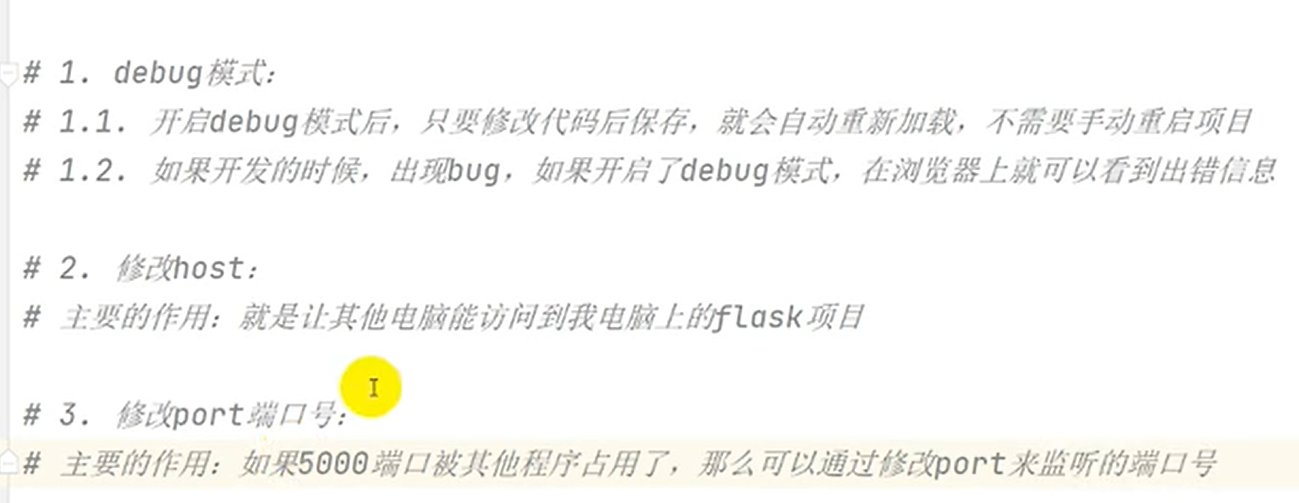 # 1. debug模式：
# 1.1. 开启debug模式后，只要修改代码后保存，就会自动重新加载，不需要手动重启项目
# 1.2. 如果开发的时候，出现bug，如果开启了debug模式，在浏览器上就可以看到出错信息
# 2. 修改host：
# 主要的作用：就是让其他电脑能访问到我电脑上的flask项目
# 3. 修改port端口号：
# 主要的作用：如果5000端口被其他程序占用了，那么可以通过修改port来监听的端口号